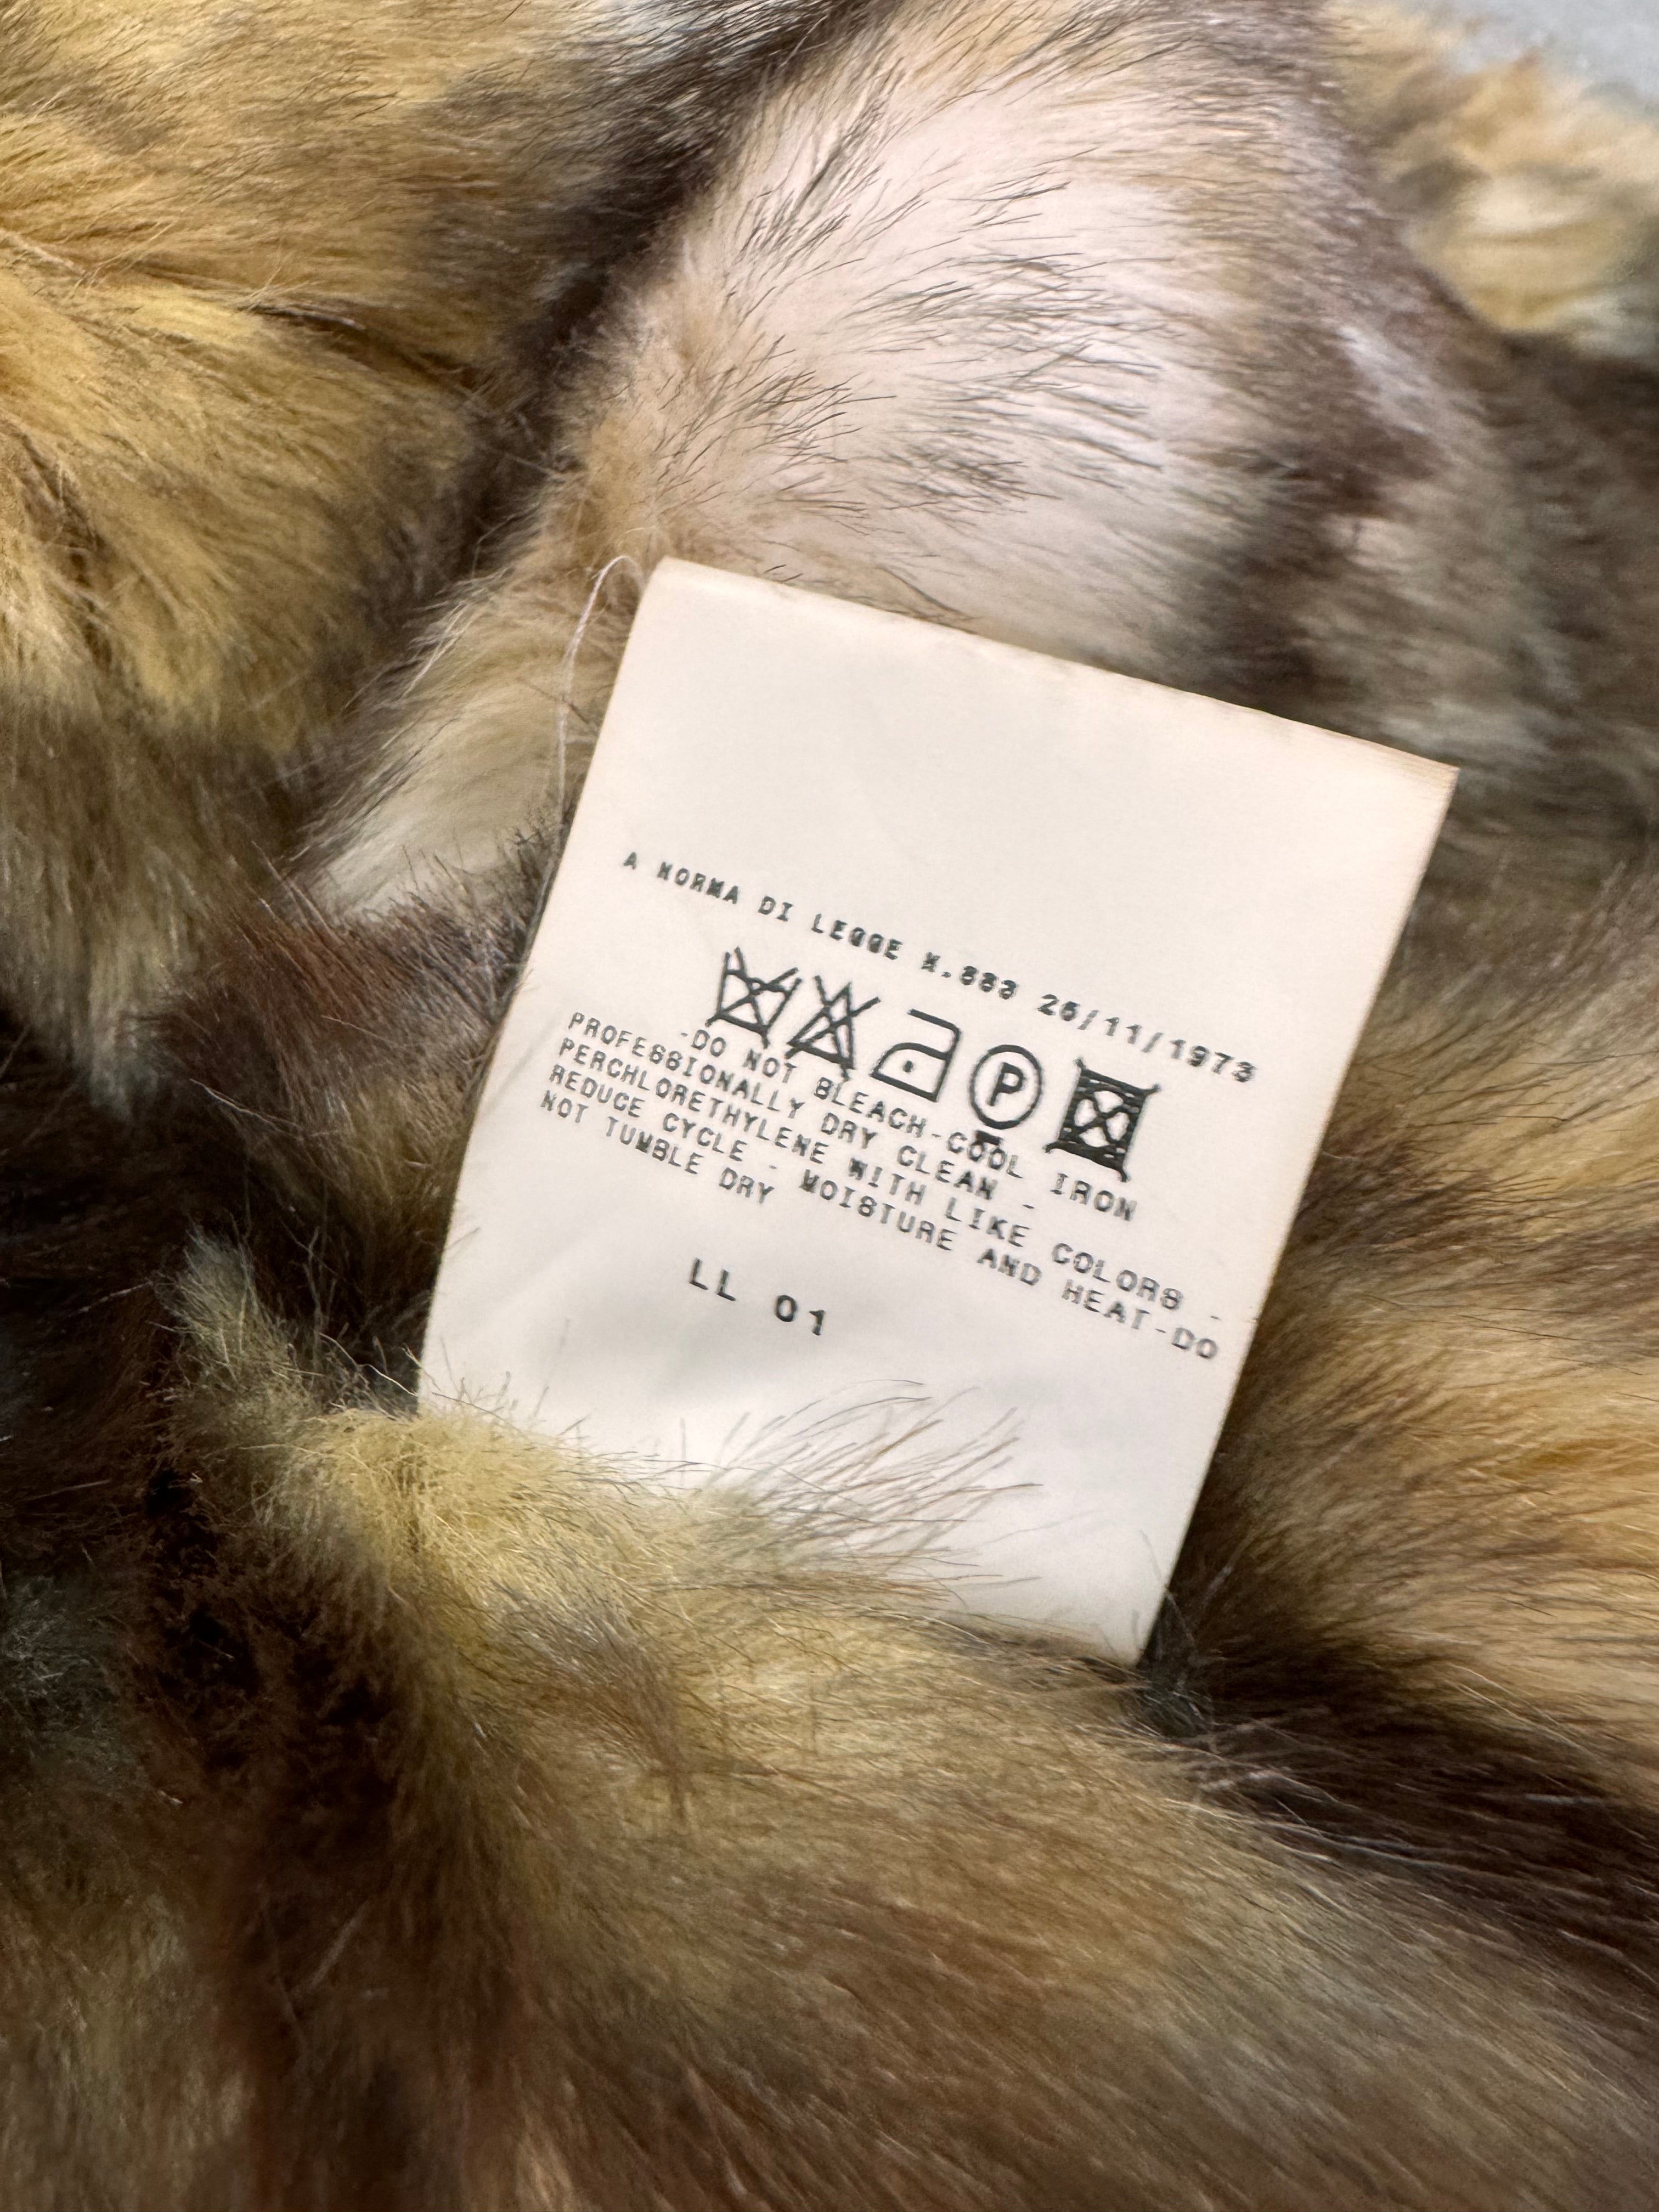 A NORMA DI LEGGE N.883 26/11/1973
P
-DO NOT BLEACH-COOL IRON
PROFESSIONALLY DRY CLEAN -
PERCHLORETHYLENE WITH LIKE COLORS -
REDUCE CYCLE - MOISTURE AND HEAT-DO
NOT TUMBLE DRY
LL 01